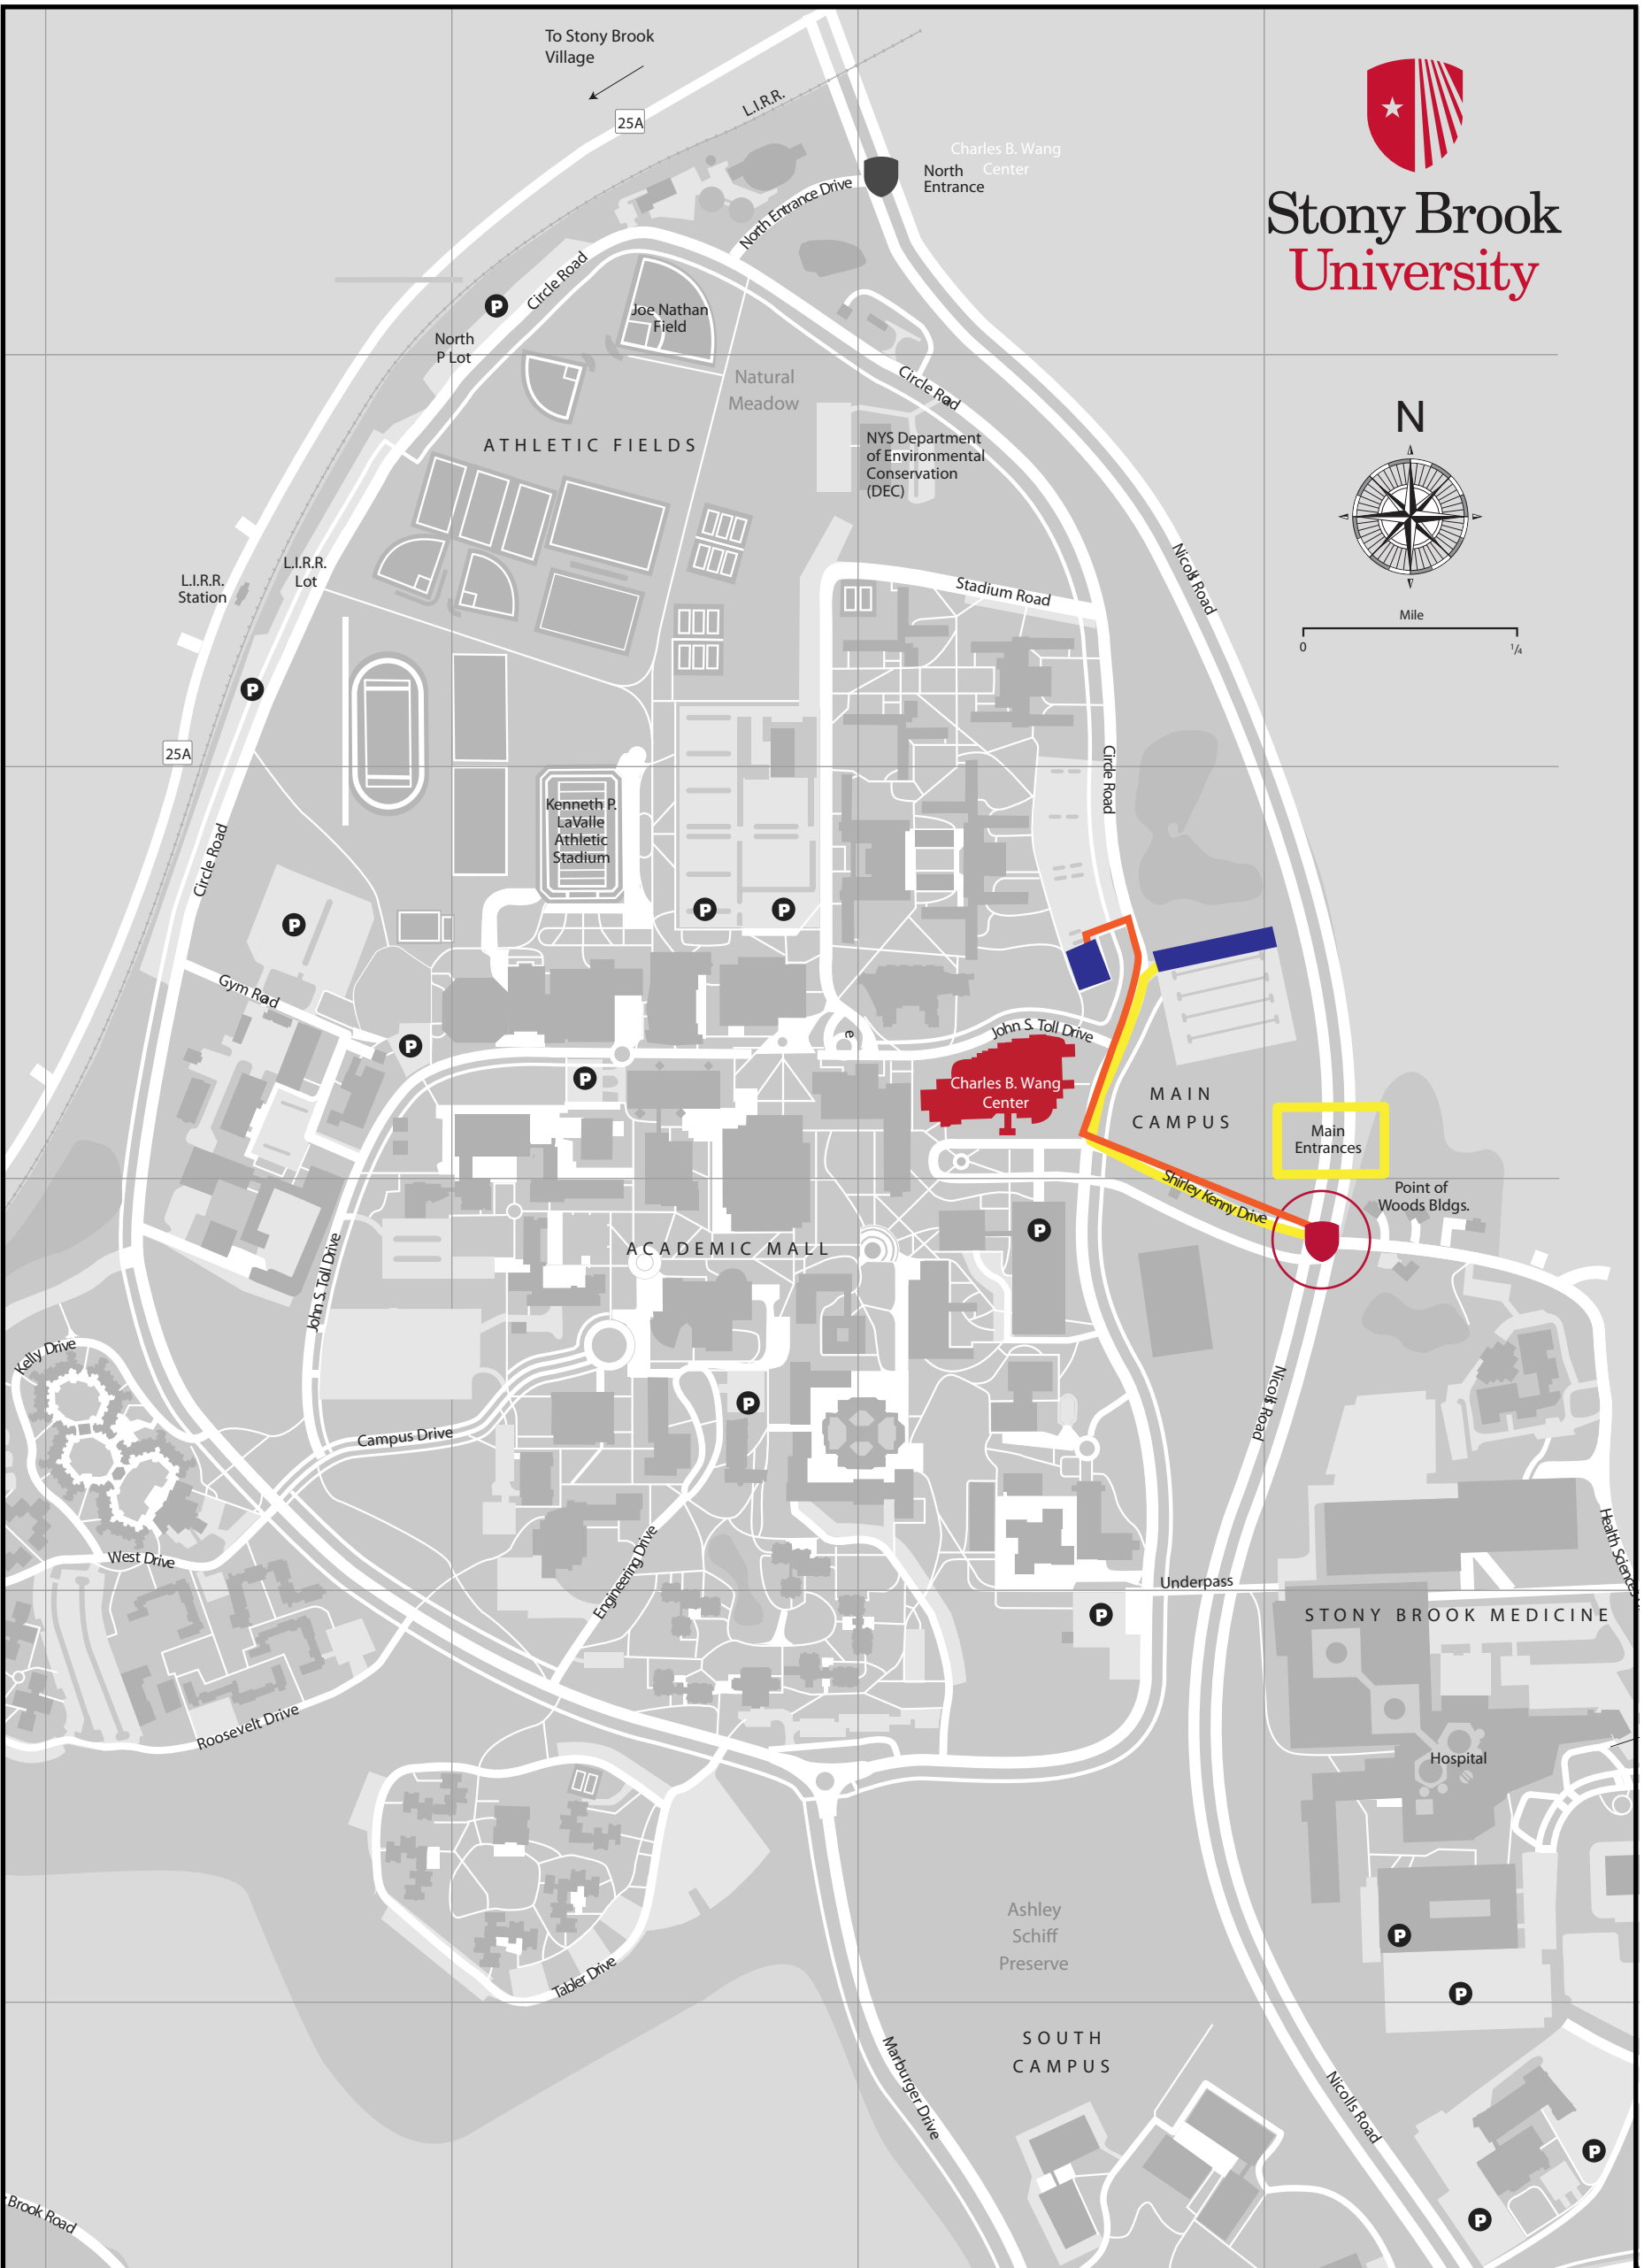 To Stony Brook
Village
25A
L.I.R.R.
Charles B. Wang
Center
North
Entrance
North Entrance Drive
Stony Brook
University
Circle Road
P
North
P Lot
Joe Nathan
Field
Natural
Meadow
Circle Road
N
ATHLETIC FIELDS
NYS Department
of Environmental
Conservation
(DEC)
Nicolls Road
L.I.R.R.
Station
L.I.R.R.
Lot
Stadium Road
Mile
0
1/4
P
25A
Circle Road
Circle Road
Kenneth P.
LaValle
Athletic
Stadium
P
P
P
Gym Road
P
e
John S. Toll Drive
P
Charles B. Wang
Center
MAIN
CAMPUS
Main
Entrances
Shirley Kenny Drive
Point of
Woods Bldgs.
P
ACADEMIC MALL
John S. Toll Drive
Kelly Drive
Nicolls Road
P
Campus Drive
West Drive
Engineering Drive
Health Sciences
Underpass
P
STONY BROOK MEDICINE
Roosevelt Drive
Hospital
Ashley
Schiff
Preserve
P
Tabler Drive
P
SOUTH
CAMPUS
Marburger Drive
Nicolls Road
P
P
Brook Road